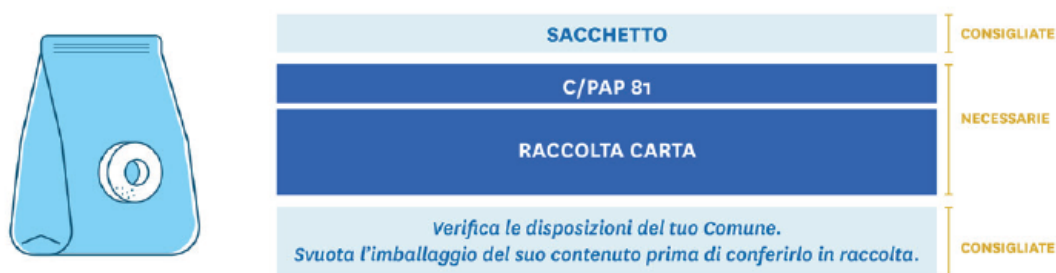 SACCHETTO
CONSIGLIATE
C/PAP 81
NECESSARIE
RACCOLTA CARTA
Verifica le disposizioni del tuo Comune.
Svuota l’imballaggio del suo contenuto prima di conferirlo in raccolta.
CONSIGLIATE